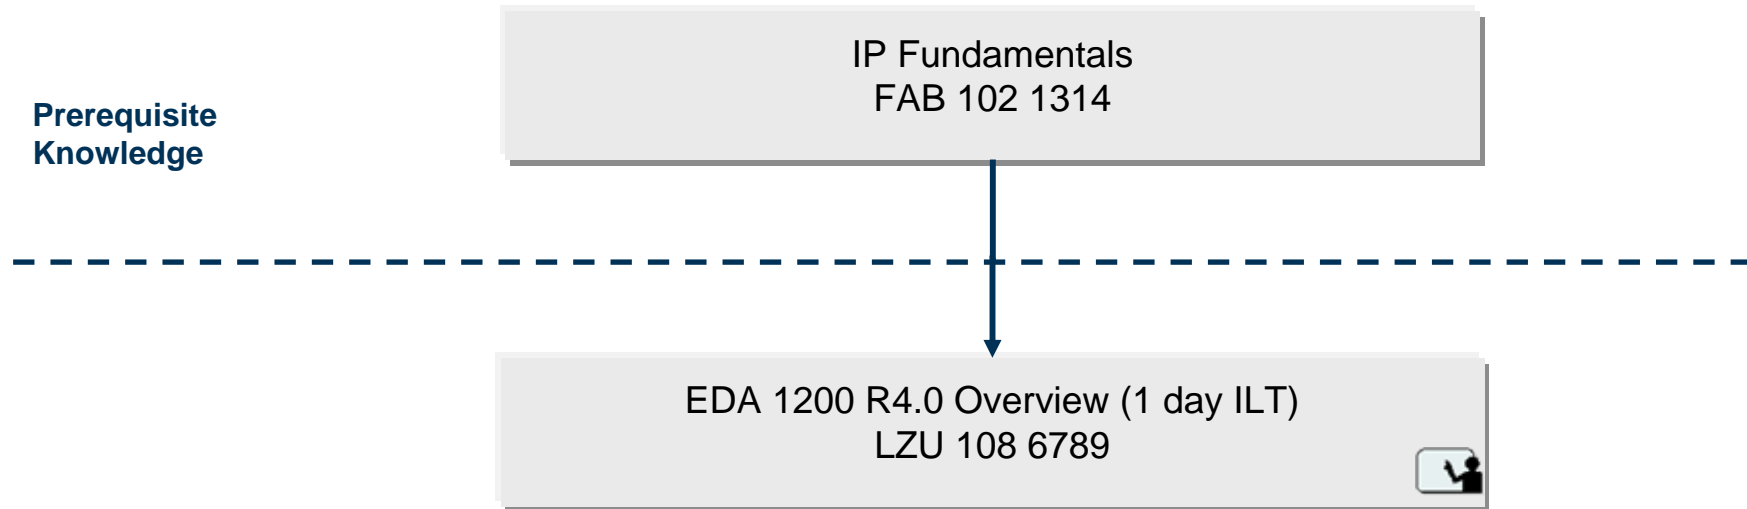 IP Fundamentals
FAB 102 1314
Prerequisite
Knowledge
EDA 1200 R4.0 Overview (1 day ILT)
LZU 108 6789